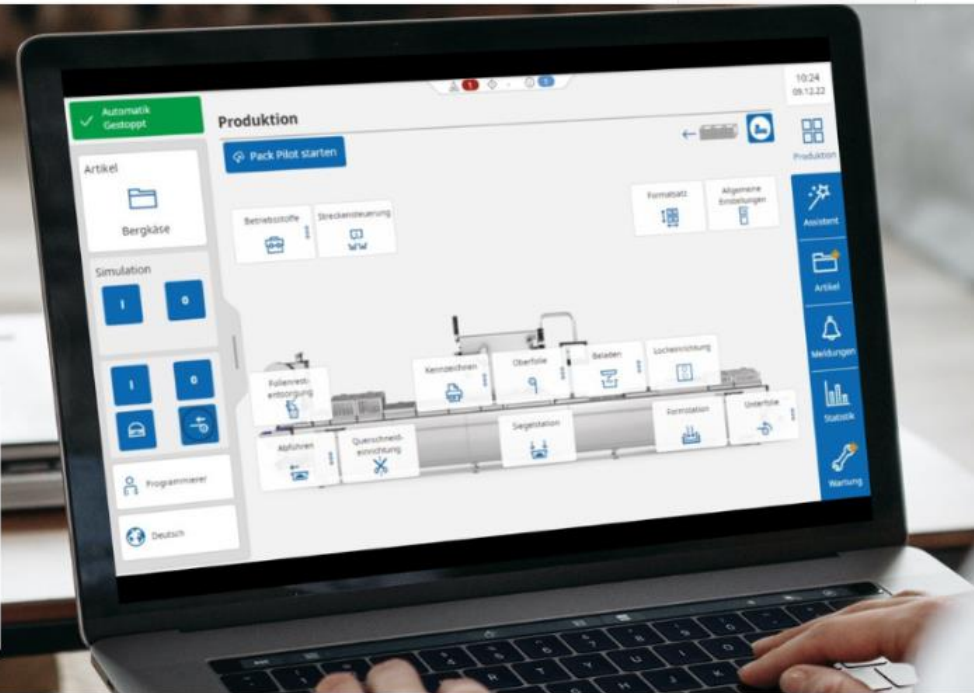 Automatik
Gestoppt
Produktion
10:24
09.12.22
Pack Pilot starten
Artikel
Bergkäse
Simulation
I
0
I
0
Programmierer
Deutsch
1
1
Betriebsstoffe
Streckensteuerung
Formatsatz
Allgemeine
Einstellungen
Folienrest-
entsorgung
Kennzeichnen
Oberfolie
Beladen
Locheinrichtung
Abführen
Querschneid-
einrichtung
Siegelstation
Formstation
Unterfolie
Produktion
Assistent
Artikel
Meldungen
Statistik
Wartung